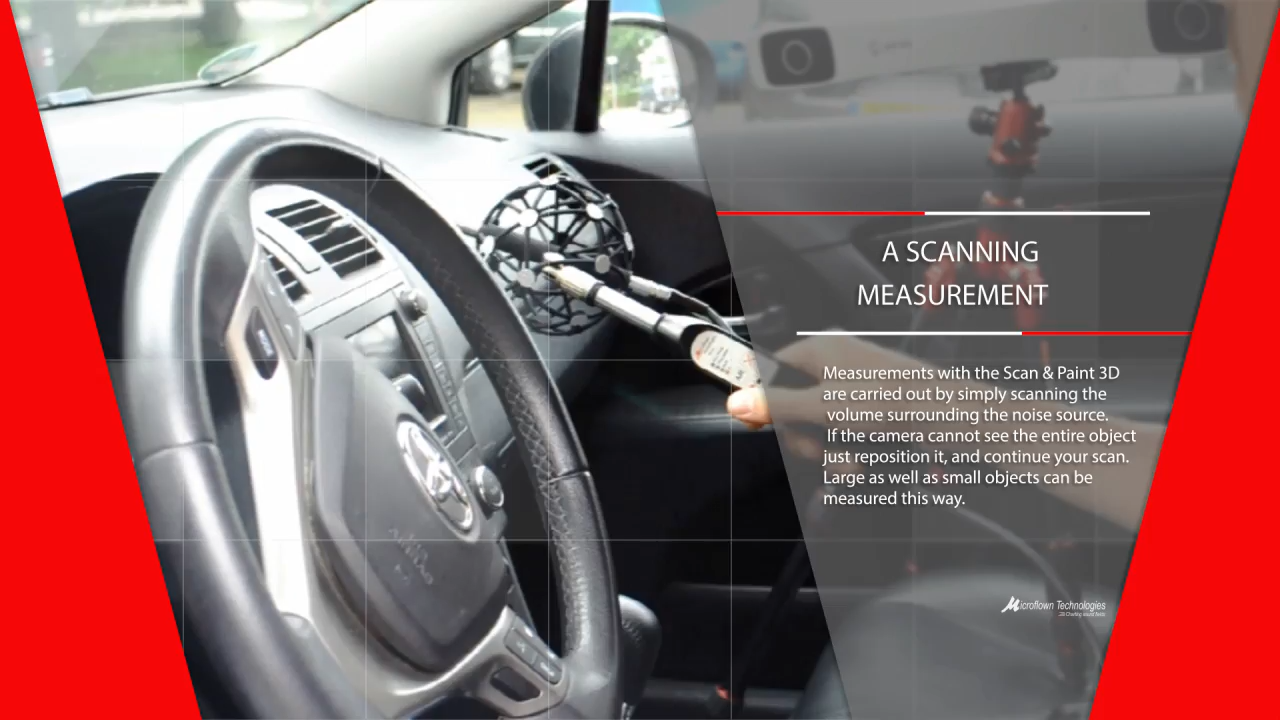 A SCANNING
MEASUREMENT
Measurements with the Scan & Paint 3D
are carried out by simply scanning the
volume surrounding the noise source.
If the camera cannot see the entire object
just reposition it, and continue your scan.
Large as well as small objects can be
measured this way.
Microflown Technologies